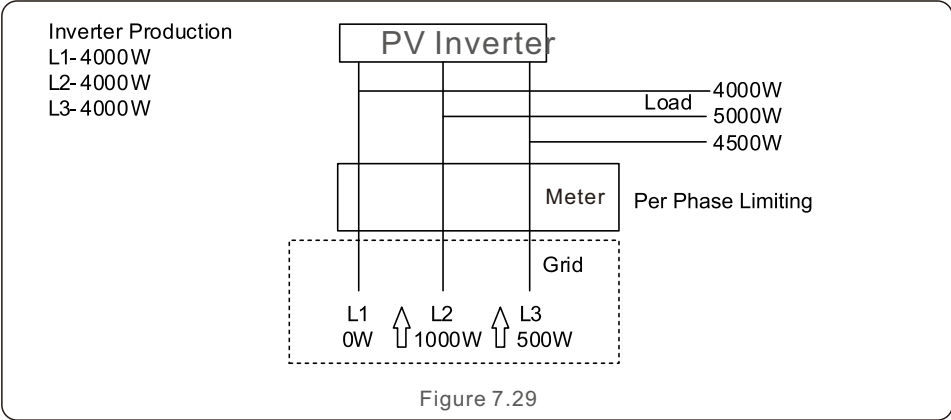 Inverter Production
L1-4000W
L2-4000W
L3-4000W
PV Inverter
4000W
Load
5000W
4500W
Meter
Per Phase Limiting
Grid
L1 L2 L3
0W 1000W 500W
Figure 7.29